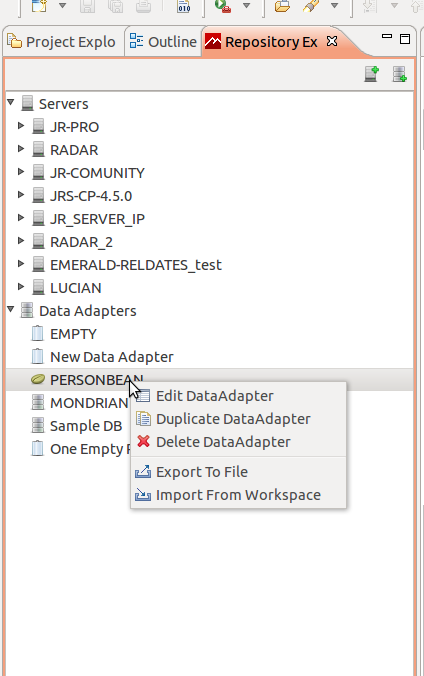 Project Explo Outline Repository Ex
Servers
JR-PRO
RADAR
JR-COMUNITY
JRS-CP-4.5.0
JR_SERVER_IP
RADAR_2
EMERALD-RELDATES_test
LUCIAN
Data Adapters
EMPTY
New Data Adapter
PERSONBEAN
Edit DataAdapter
MONDRIAN
Duplicate DataAdapter
Sample DB
Delete DataAdapter
One Empty
Export To File
Import From Workspace